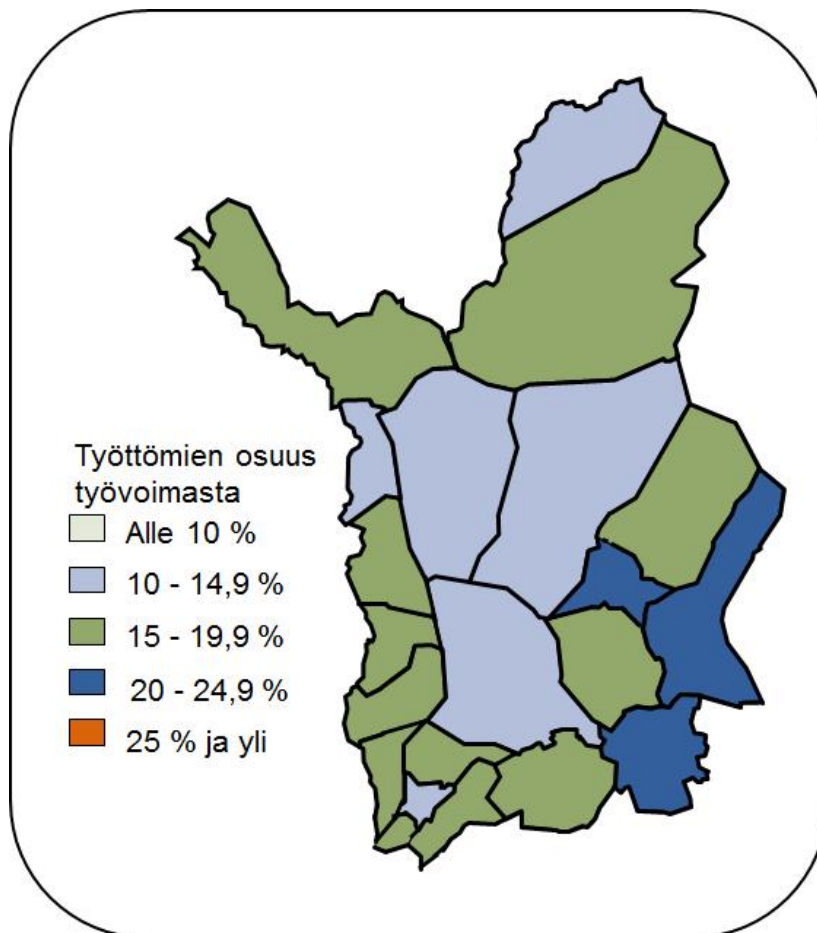 Työttömien osuus
työvoimasta
Alle 10 %
10 - 14,9 %
15 - 19,9 %
20 - 24,9 %
25 % ja yli